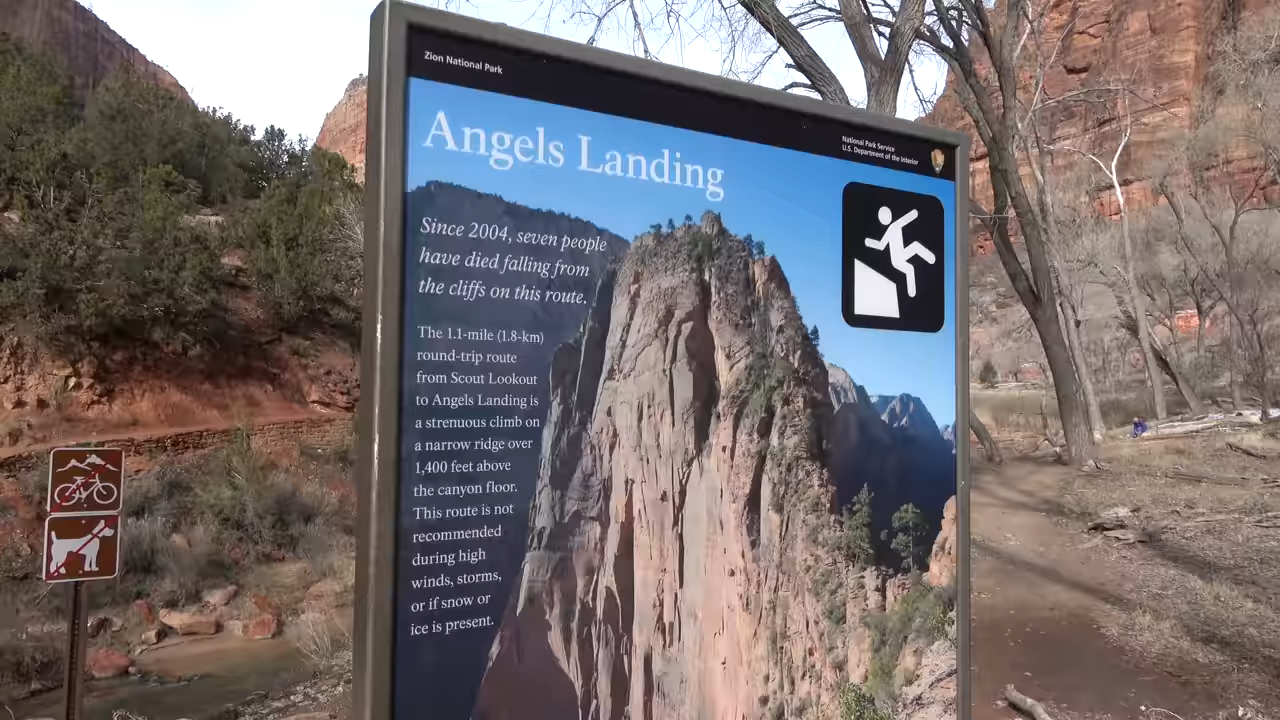 Zion National Park
National Park Service
U.S. Department of the Interior
Angels Landing
Since 2004, seven people
have died falling from
the cliffs on this route.
The 1.1-mile (1.8-km)
round-trip route
from Scout Lookout
to Angels Landing is
a strenuous climb on
a narrow ridge over
1,400 feet above
the canyon floor.
This route is not
recommended
during high
winds, storms,
or if snow or
ice is present.